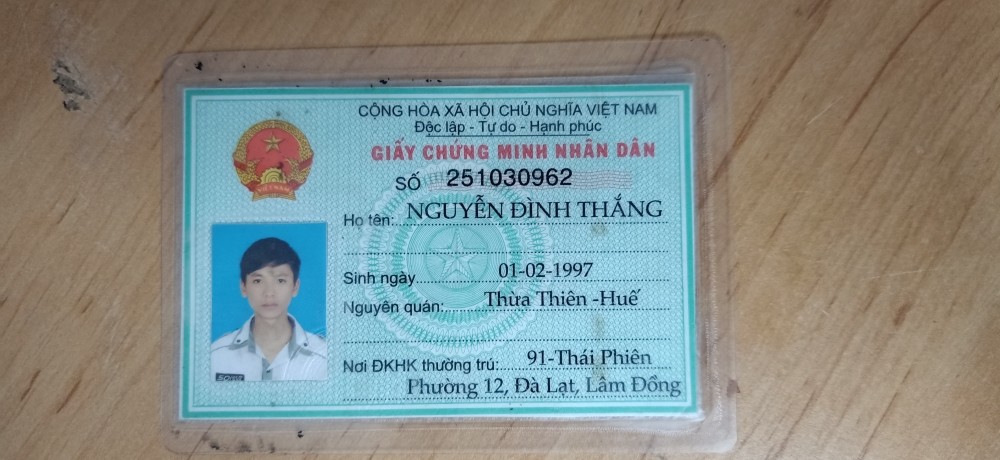 CỘNG HÒA XÃ HỘI CHỦ NGHĨA VIỆT NAM
Độc lập - Tự do - Hạnh phúc
GIẤY CHỨNG MINH NHÂN DÂN
SỐ 251030962
VIỆT NAM
Họ tên: NGUYỄN ĐÌNH THẮNG
Sinh ngày 01-02-1997
Nguyên quán: Thừa Thiên -Huế
Nơi ĐKHK thường trú: 91-Thái Phiên
Phường 12, Đà Lạt, Lâm Đồng